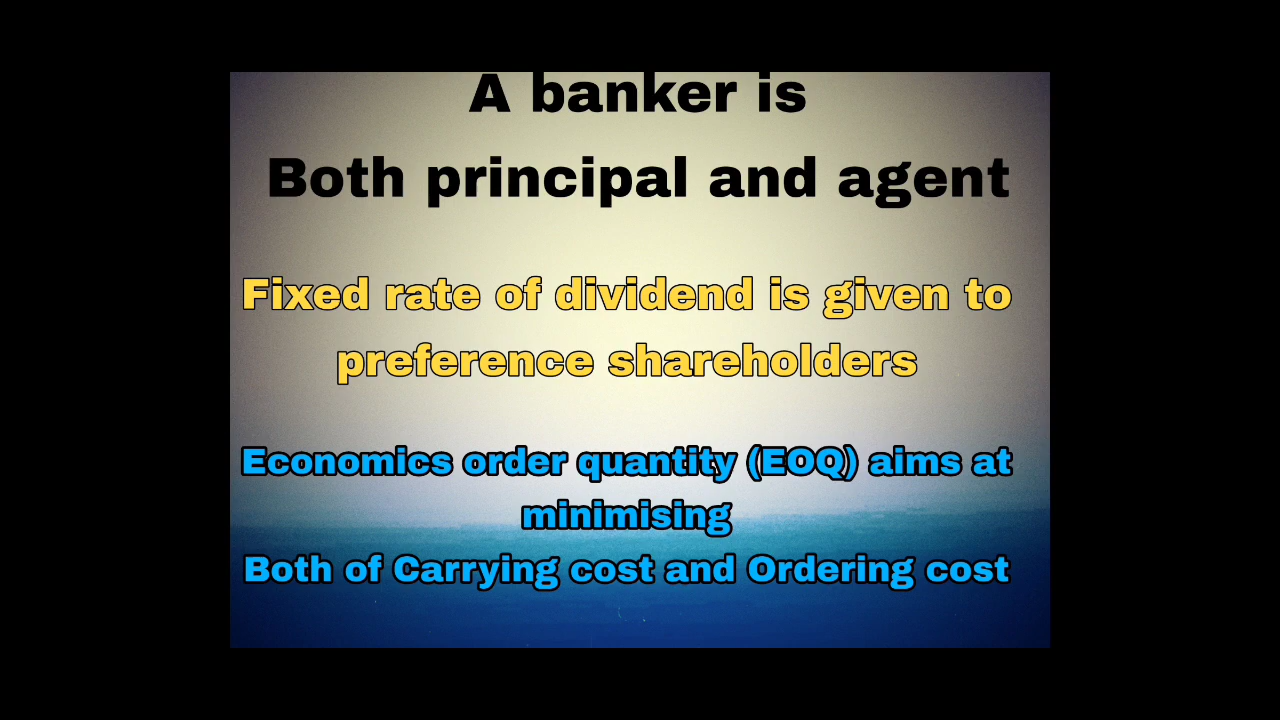 A banker is
Both principal and agent
Fixed rate of dividend is given to
preference shareholders
Economics order quantity (EOQ) aims at
minimising
Both of Carrying cost and Ordering cost